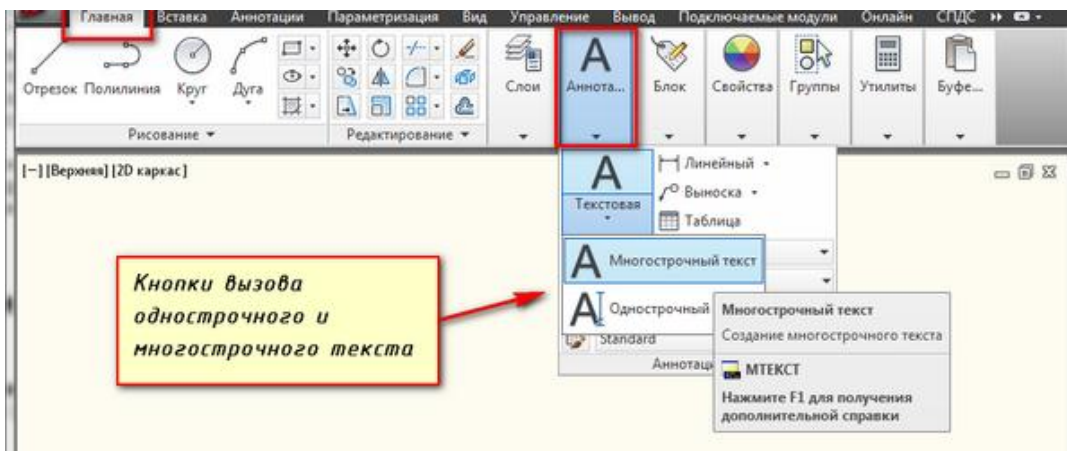 Главная Вставка Аннотации Параметризация Вид Управление Вывод Подключаемые модули Онлайн СПДС
Отрезок Полилиния Круг Дуга Слои Аннота... Блок Свойства Группы Утилиты Буфе...
Рисование Редактирование
[−][Верхняя][2D каркас]
Линейный
Выноска
Текстовая
Таблица
Многострочный текст
Однострочный
Standard
Аннотац
Кнопки вызова
однострочного и
многострочного текста
Многострочный текст
Создание многострочного текста
МТЕКСТ
Нажмите F1 для получения
дополнительной справки